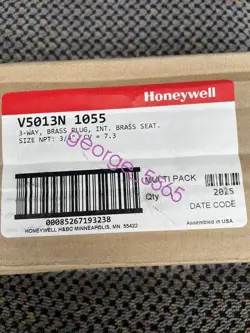 Honeywell
V5013N 1055
3-WAY, BRASS PLUG, INT. BRASS SEAT.
SIZE NPT: 3/4" CV = 7.3
MULTI PACK
Qty
2015
DATE CODE
00085267193238
HONEYWELL H&BC MINNEAPOLIS, MN 55422
Assembled in USA